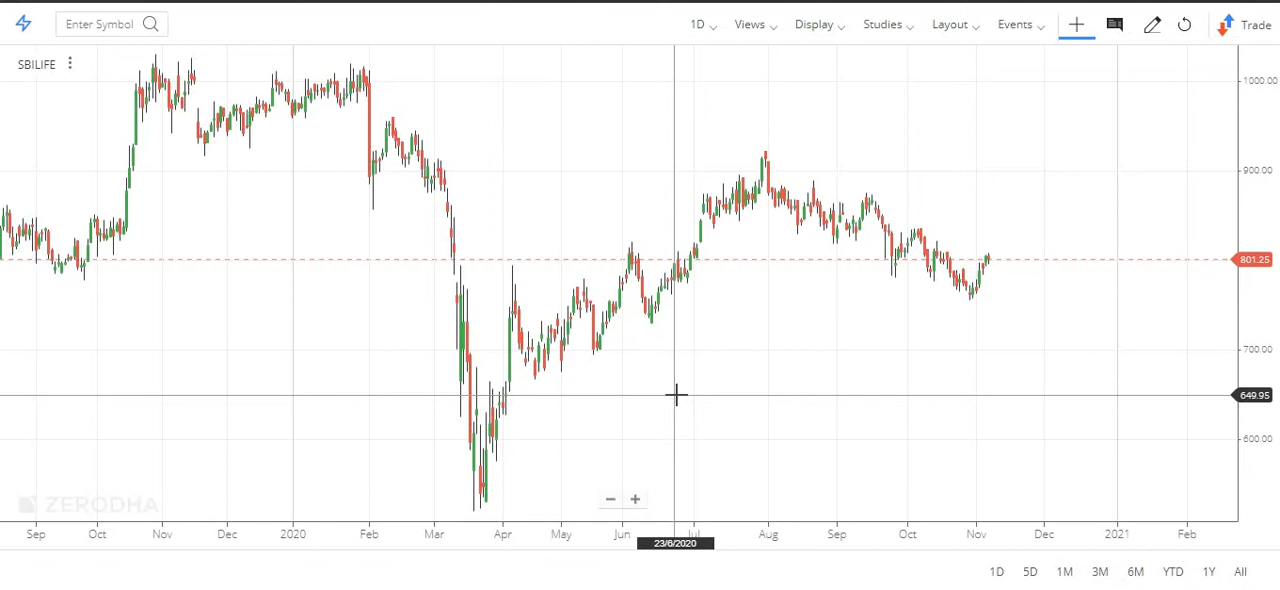 Enter Symbol 1D Views Display Studies Layout Events Trade
SBILIFE
1000.00
900.00
801.25
700.00
649.95
600.00
ZERODHA
Sep Oct Nov Dec 2020 Feb Mar Apr May Jun Jul Aug Sep Oct Nov Dec 2021 Feb
23/6/2020
1D 5D 1M 3M 6M YTD 1Y All